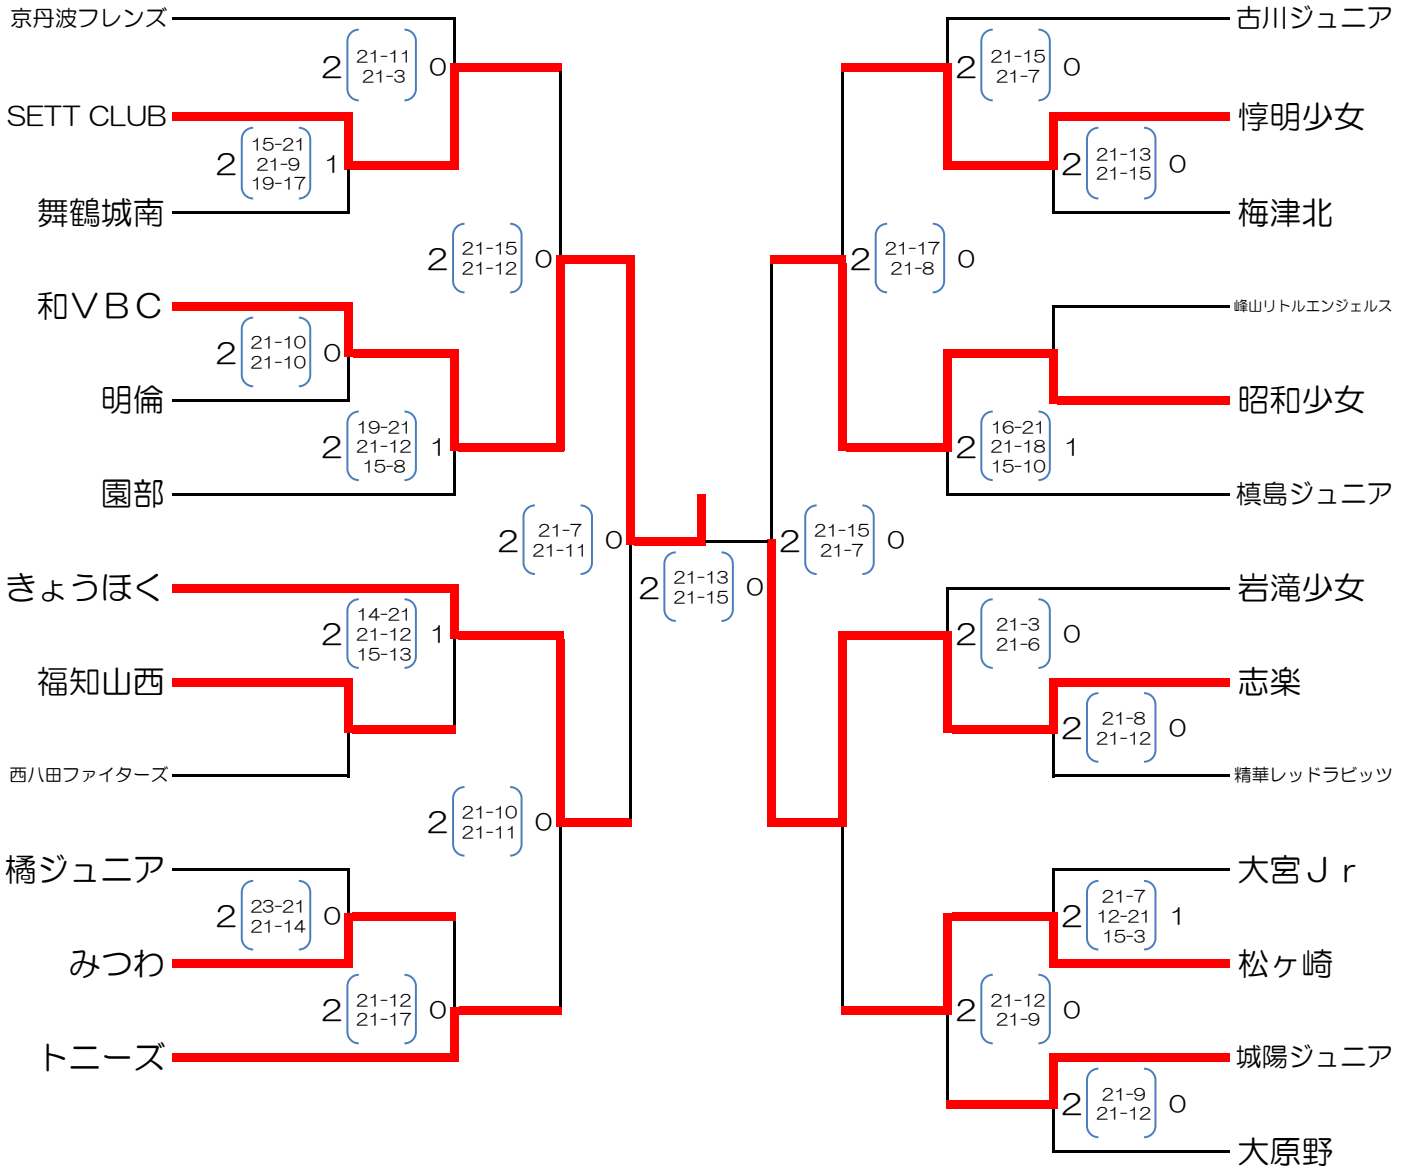 京丹波フレンズ
2 21-11 0
21-3
SETT CLUB
2 15-21 1
21-9
19-17
舞鶴城南
2 21-15 0
21-12
和ＶＢＣ
2 21-10 0
21-10
明倫
2 19-21 1
21-12
15-8
園部
2 21-7 0
21-11
きょうほく
2 14-21 1
21-12
15-13
福知山西
西八田ファイターズ
2 21-10 0
21-11
橘ジュニア
2 23-21 0
21-14
みつわ
2 21-12 0
21-17
トニーズ
2 21-13 0
21-15
古川ジュニア
2 21-15 0
21-7
惇明少女
2 21-13 0
21-15
梅津北
2 21-17 0
21-8
峰山リトルエンジェルス
昭和少女
2 16-21 1
21-18
15-10
槙島ジュニア
2 21-15 0
21-7
岩滝少女
2 21-3 0
21-6
志楽
2 21-8 0
21-12
精華レッドラビッツ
大宮Ｊｒ
2 21-7 1
12-21
15-3
松ヶ崎
2 21-12 0
21-9
城陽ジュニア
2 21-9 0
21-12
大原野